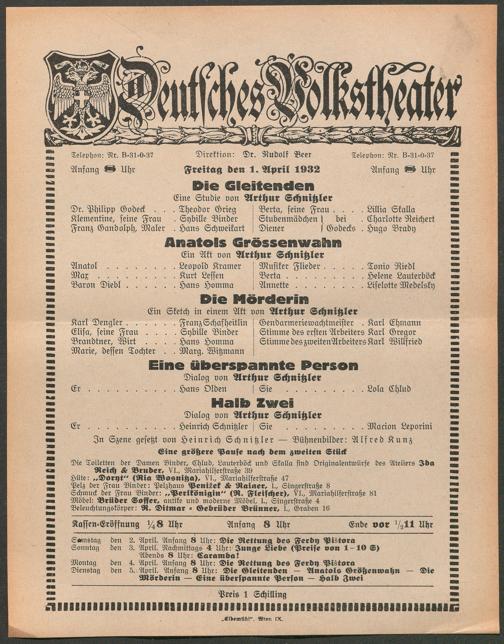 Deutsches Volkstheater
Telephon: Nr. B-31-0-37 Direktion: Dr. Rudolf Beer Telephon: Nr. B-31-0-37
Anfang Uhr Freitag den 1. April 1932 Anfang Uhr
Die Gleitenden
Eine Studie von Arthur Schnitzler
Dr. Philipp Godeck . . Theodor Grieg Berta, seine Frau . . . Lillia Skalla
Klementine, seine Frau . Sybille Binder Stubenmädchen | bei . Charlotte Reichert
Franz Gandolph, Maler . Hans Schweikart Diener | Godecks . Hugo Brady
Anatols Grössenwahn
Ein Akt von Arthur Schnitzler
Anatol . . . . . . . . Leopold Kramer Musiker Flieder . . . . Tonio Riedl
Max . . . . . . . . . Kurt Lessen Berta . . . . . . . . Helene Lauterböck
Baron Diebl . . . . . . Hans Homma Annette . . . . . . . Liselotte Medelsky
Die Mörderin
Ein Sketch in einem Akt von Arthur Schnitzler
Karl Dengler . . . . Franz Schafheitlin Gendarmeriewachtmeister . Karl Ehmann
Elisa, seine Frau . . . . Sybille Binder Stimme des ersten Arbeiters Karl Gregor
Brandtner, Wirt . . . . Hans Homma Stimme des zweiten Arbeiters Karl Willfried
Marie, dessen Tochter . . Marg. Witzmann
Eine überspannte Person
Dialog von Arthur Schnitzler
Er . . . . . . . . . Hans Olden | Sie . . . . . . . . . Lola Chlud
Halb Zwei
Dialog von Arthur Schnitzler
Er . . . . . . . . . Heinrich Schnitzler | Sie . . . . . . . . . Marion Leporini
In Szene gesetzt von Heinrich Schnitzler — Bühnenbilder: Alfred Kunz
Eine größere Pause nach dem zweiten Stück
Die Toiletten der Damen Binder, Chlud, Lauterböck und Skalla sind Originalentwürfe des Ateliers Ida
Reich & Bruder, VI., Mariahilferstraße 39
Hüte: „Doryt" (Ria Wosnitza), VI., Mariahilferstraße 47
Pelz der Frau Binder: Pelzhaus Penizek & Rainer, I., Singerstraße 8
Schmuck der Frau Binder: „Perlkönigin" (R. Fleischer), VI., Mariahilferstraße 81
Möbel: Brüder Soffer, antike und moderne Möbel, I., Singerstraße 4
Beleuchtungskörper: R. Ditmar - Gebrüder Brünner, I., Graben 16
Kassen-Eröffnung ¼8 Uhr Anfang 8 Uhr Ende vor ½11 Uhr
Samstag den 2. April. Anfang 8 Uhr: Die Rettung des Ferdy Pistora
Sonntag den 3. April. Nachmittags 4 Uhr: Junge Liebe (Preise von 1—10 S)
Abends 8 Uhr: Caramba!
Montag den 4. April. Anfang 8 Uhr: Die Rettung des Ferdy Pistora
Dienstag den 5. April. Anfang 8 Uhr: Die Gleitenden — Anatols Größenwahn — Die
Mörderin — Eine überspannte Person — Halb Zwei
Preis 1 Schilling
„Elbemühl", Wien IX.